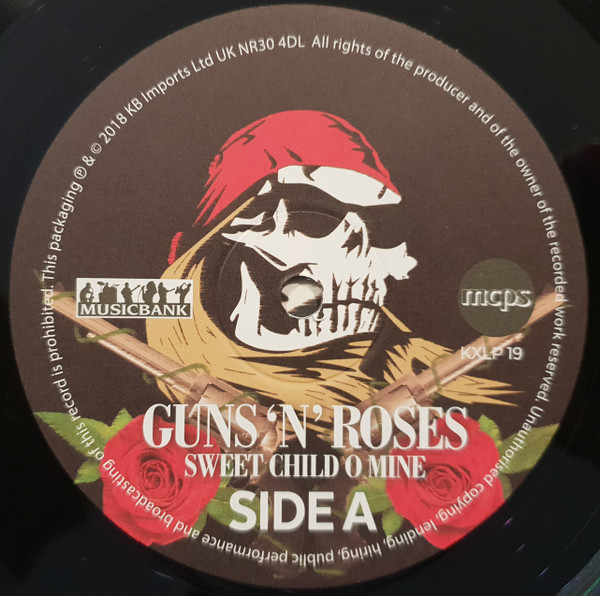 This packaging ℗ & © 2018 KB Imports Ltd UK NR30 4DL All rights of the producer and of the owner of the recorded work reserved. Unauthorised copying, lending, hiring, public performance and broadcasting of this record is prohibited.
MUSICBANK
mcps
KXLP 19
GUNS 'N' ROSES
SWEET CHILD O MINE
SIDE A